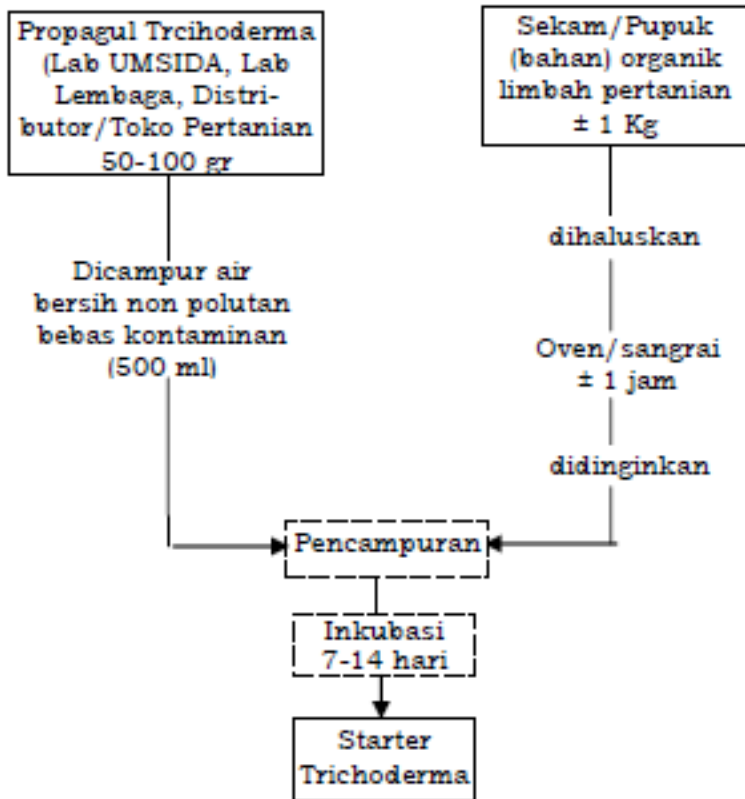 Propagul Trcihoderma
(Lab UMSIDA, Lab
Lembaga, Distri-
butor/Toko Pertanian
50-100 gr
Dicampur air
bersih non polutan
bebas kontaminan
(500 ml)
Sekam/Pupuk
(bahan) organik
limbah pertanian
± 1 Kg
dihaluskan
Oven/sangrai
± 1 jam
didinginkan
Pencampuran
Inkubasi
7-14 hari
Starter
Trichoderma